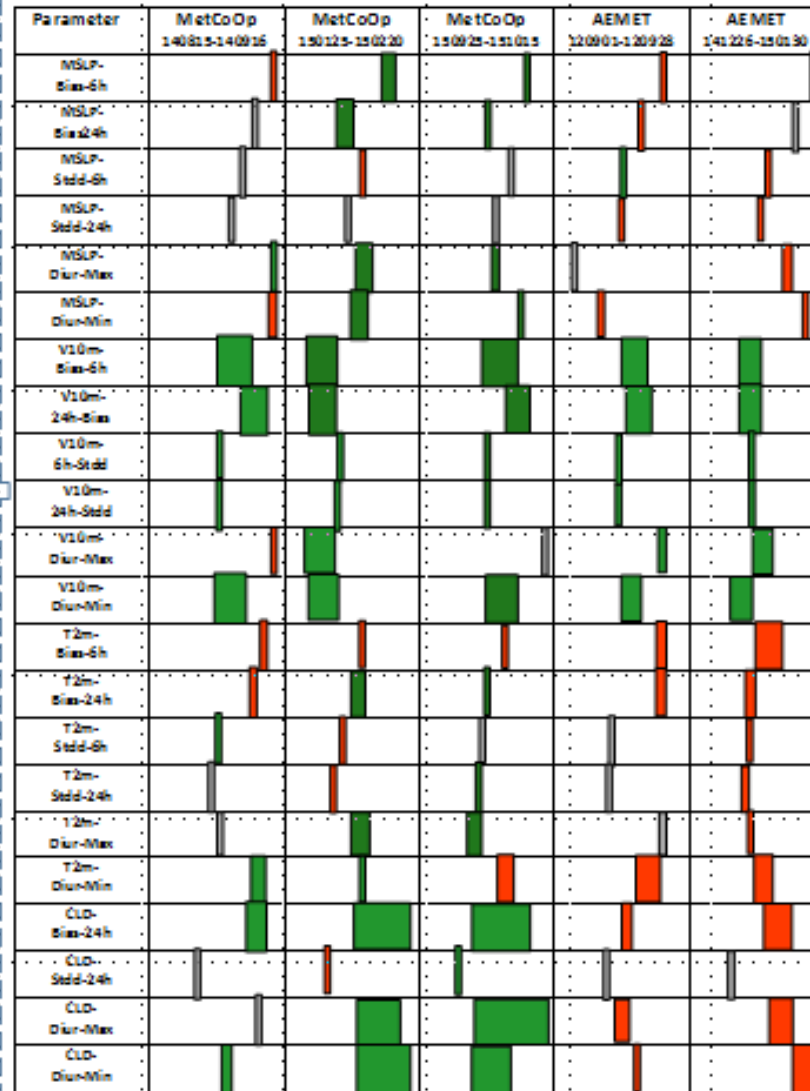 Parameter MetCoOp MetCoOp MetCoOp AEMET AEMET
140815-140916 150125-150220 150925-151015 120901-120928 141226-150130
MSLP-
Bias-6h
MSLP-
Bias24h
MSLP-
Stdd-6h
MSLP-
Stdd-24h
MSLP-
Diur-Max
MSLP-
Diur-Min
V10m-
Bias-6h
V10m-
24h-Bias
V10m-
6h-Stdd
V10m-
24h-Stdd
V10m-
Diur-Max
V10m-
Diur-Min
T2m-
Bias-6h
T2m-
Bias-24h
T2m-
Stdd-6h
T2m-
Stdd-24h
T2m-
Diur-Max
T2m-
Diur-Min
CLD-
Bias-24h
CLD-
Stdd-24h
CLD-
Diur-Max
CLD-
Diur-Min